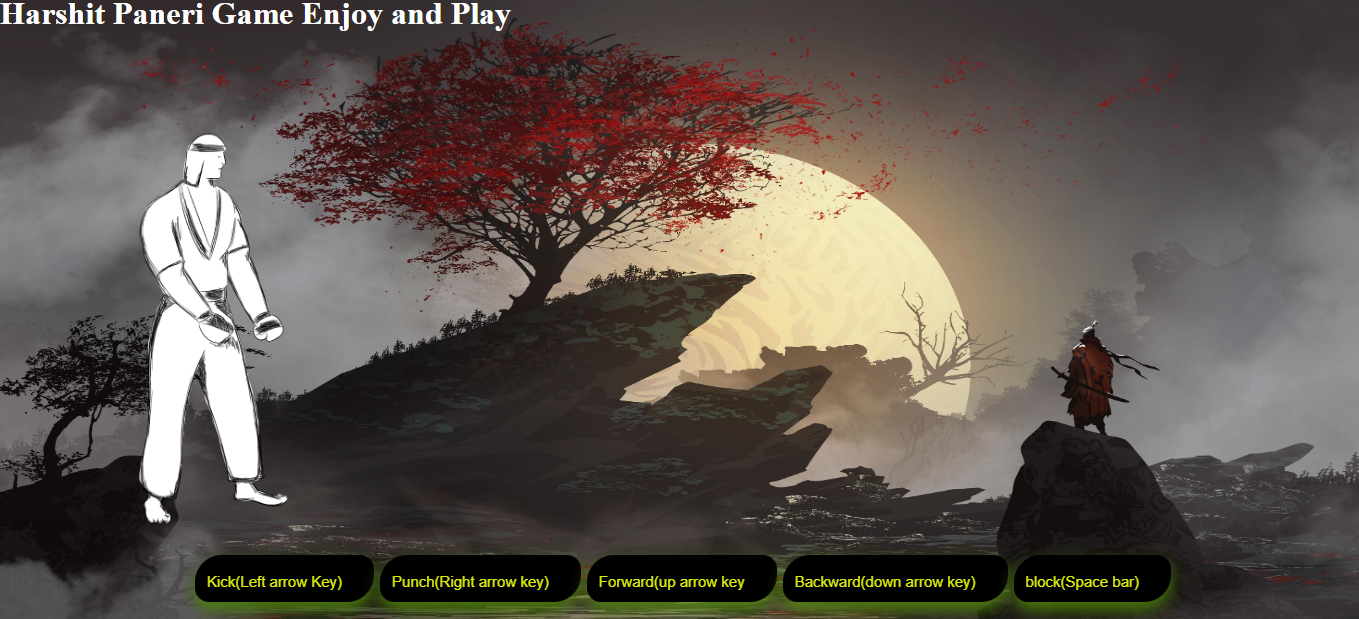 Harshit Paneri Game Enjoy and Play
Kick(Left arrow Key)
Punch(Right arrow key)
Forward(up arrow key
Backward(down arrow key)
block(Space bar)